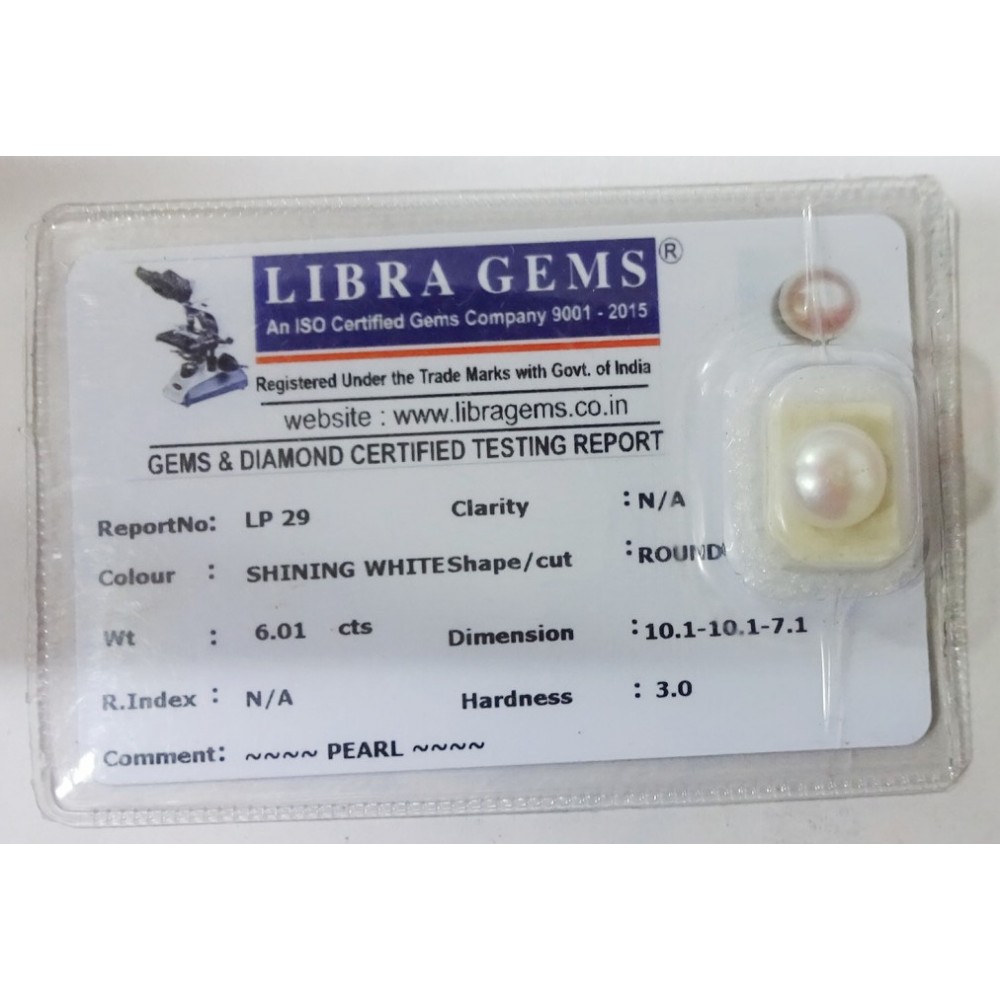 LIBRA GEMS®
An ISO Certified Gems Company 9001 - 2015
Registered Under the Trade Marks with Govt. of India
website : www.libragems.co.in
GEMS & DIAMOND CERTIFIED TESTING REPORT
ReportNo: LP 29 Clarity : N/A
Colour : SHINING WHITE Shape/cut : ROUND
Wt : 6.01 cts Dimension : 10.1-10.1-7.1
R.Index : N/A Hardness : 3.0
Comment: ~~~~ PEARL ~~~~